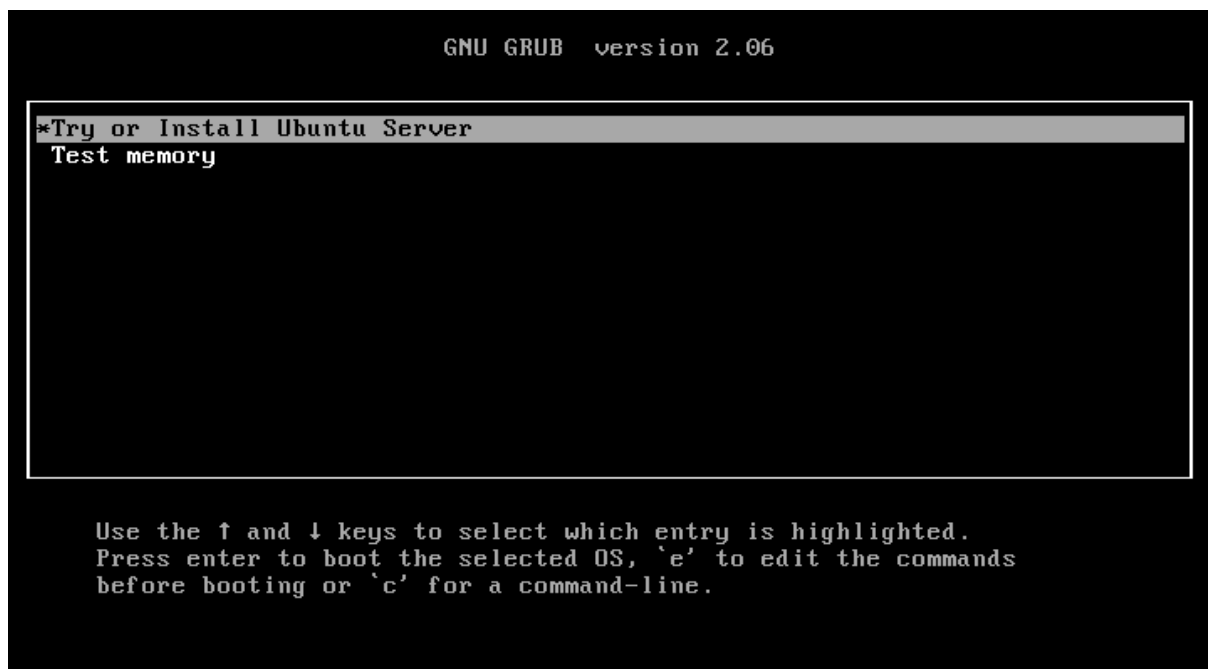 GNU GRUB version 2.06
*Try or Install Ubuntu Server
Test memory
Use the ↑ and ↓ keys to select which entry is highlighted.
Press enter to boot the selected OS, `e' to edit the commands
before booting or `c' for a command-line.